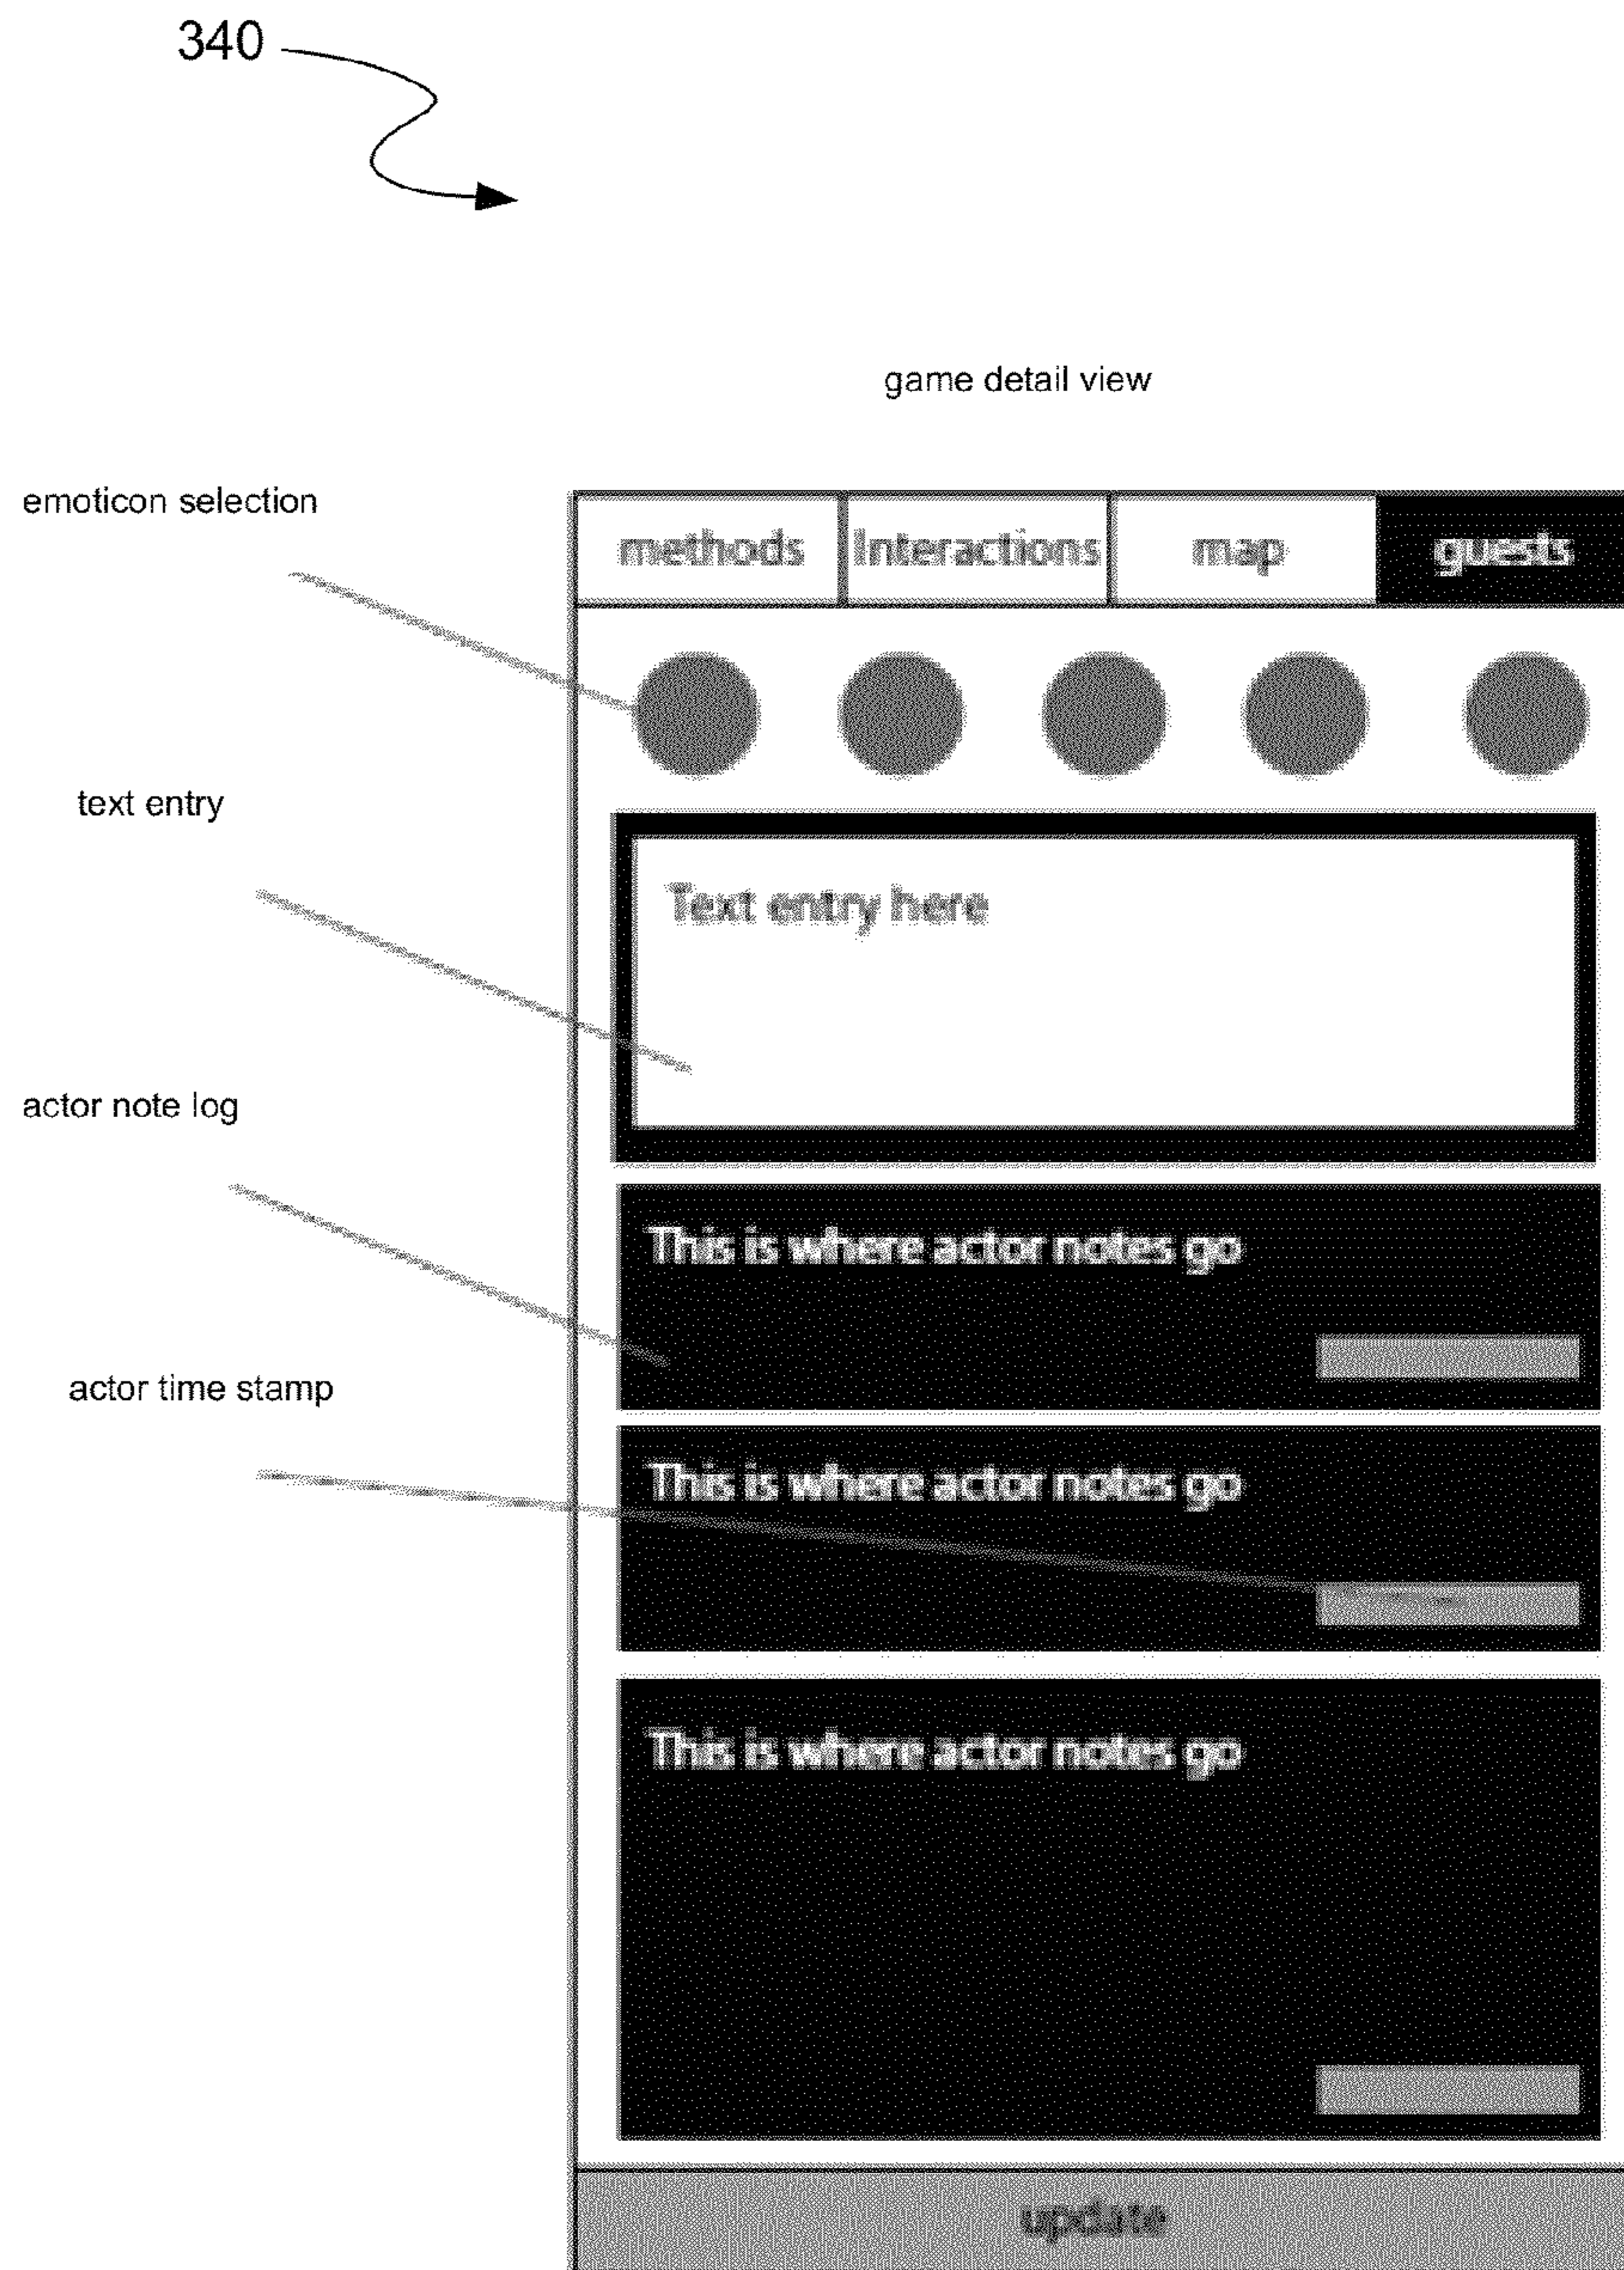 340
game detail view
emoticon selection
methods Interactions map guests
text entry
Text entry here
actor note log
This is where actor notes go
actor time stamp
This is where actor notes go
This is where actor notes go
update